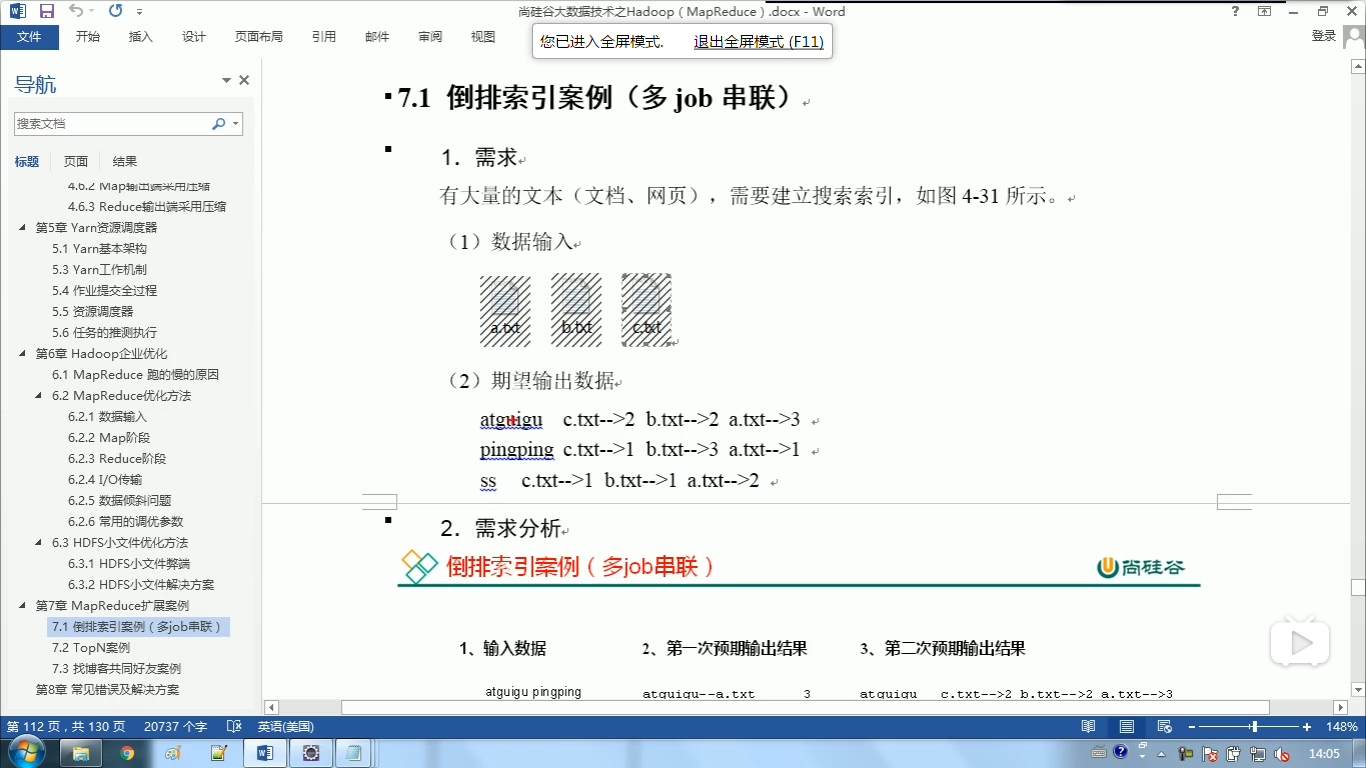 尚硅谷大数据技术之Hadoop（MapReduce）.docx - Word
文件 开始 插入 设计 页面布局 引用 邮件 审阅 视图 登录
您已进入全屏模式. 退出全屏模式 (F11)
导航
搜索文档
标题 页面 结果
4.6.2 Map输出端采用压缩
4.6.3 Reduce输出端采用压缩
第5章 Yarn资源调度器
5.1 Yarn基本架构
5.3 Yarn工作机制
5.4 作业提交全过程
5.5 资源调度器
5.6 任务的推测执行
第6章 Hadoop企业优化
6.1 MapReduce 跑的慢的原因
6.2 MapReduce优化方法
6.2.1 数据输入
6.2.2 Map阶段
6.2.3 Reduce阶段
6.2.4 I/O传输
6.2.5 数据倾斜问题
6.2.6 常用的调优参数
6.3 HDFS小文件优化方法
6.3.1 HDFS小文件弊端
6.3.2 HDFS小文件解决方案
第7章 MapReduce扩展案例
7.1 倒排索引案例（多job串联）
7.2 TopN案例
7.3 找博客共同好友案例
第8章 常见错误及解决方案
7.1 倒排索引案例（多 job 串联）
1．需求
有大量的文本（文档、网页），需要建立搜索索引，如图 4-31 所示。
（1）数据输入
a.txt b.txt c.txt
（2）期望输出数据
atguigu c.txt-->2 b.txt-->2 a.txt-->3
pingping c.txt-->1 b.txt-->3 a.txt-->1
ss c.txt-->1 b.txt-->1 a.txt-->2
2．需求分析
倒排索引案例（多job串联） 尚硅谷
1、输入数据 2、第一次预期输出结果 3、第二次预期输出结果
atguigu pingping atguigu--a.txt 3 atguigu c.txt-->2 b.txt-->2 a.txt-->3
第 112 页，共 130 页 20737 个字 英语(美国) 148%
14:05